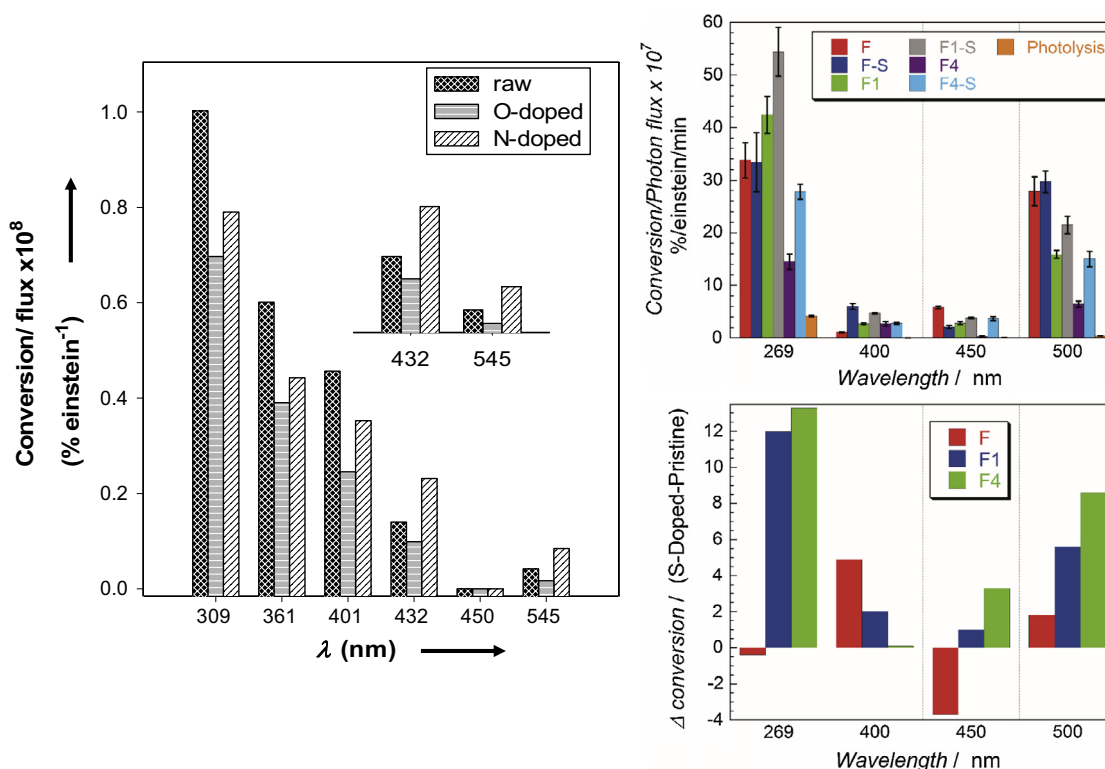 Conversion/ flux x10⁸
(% einstein⁻¹)
1.0
0.8
0.6
0.4
0.2
0.0
raw
O-doped
N-doped
432 545
309 361 401 432 450 545
λ (nm)
Conversion/Photon flux x 10⁷
%/einstein/min
60
50
40
30
20
10
0
F F1-S Photolysis
F-S F4
F1 F4-S
269 400 450 500
Wavelength / nm
Δ conversion / (S-Doped-Pristine)
12
10
8
6
4
2
0
-2
-4
F
F1
F4
269 400 450 500
Wavelength / nm